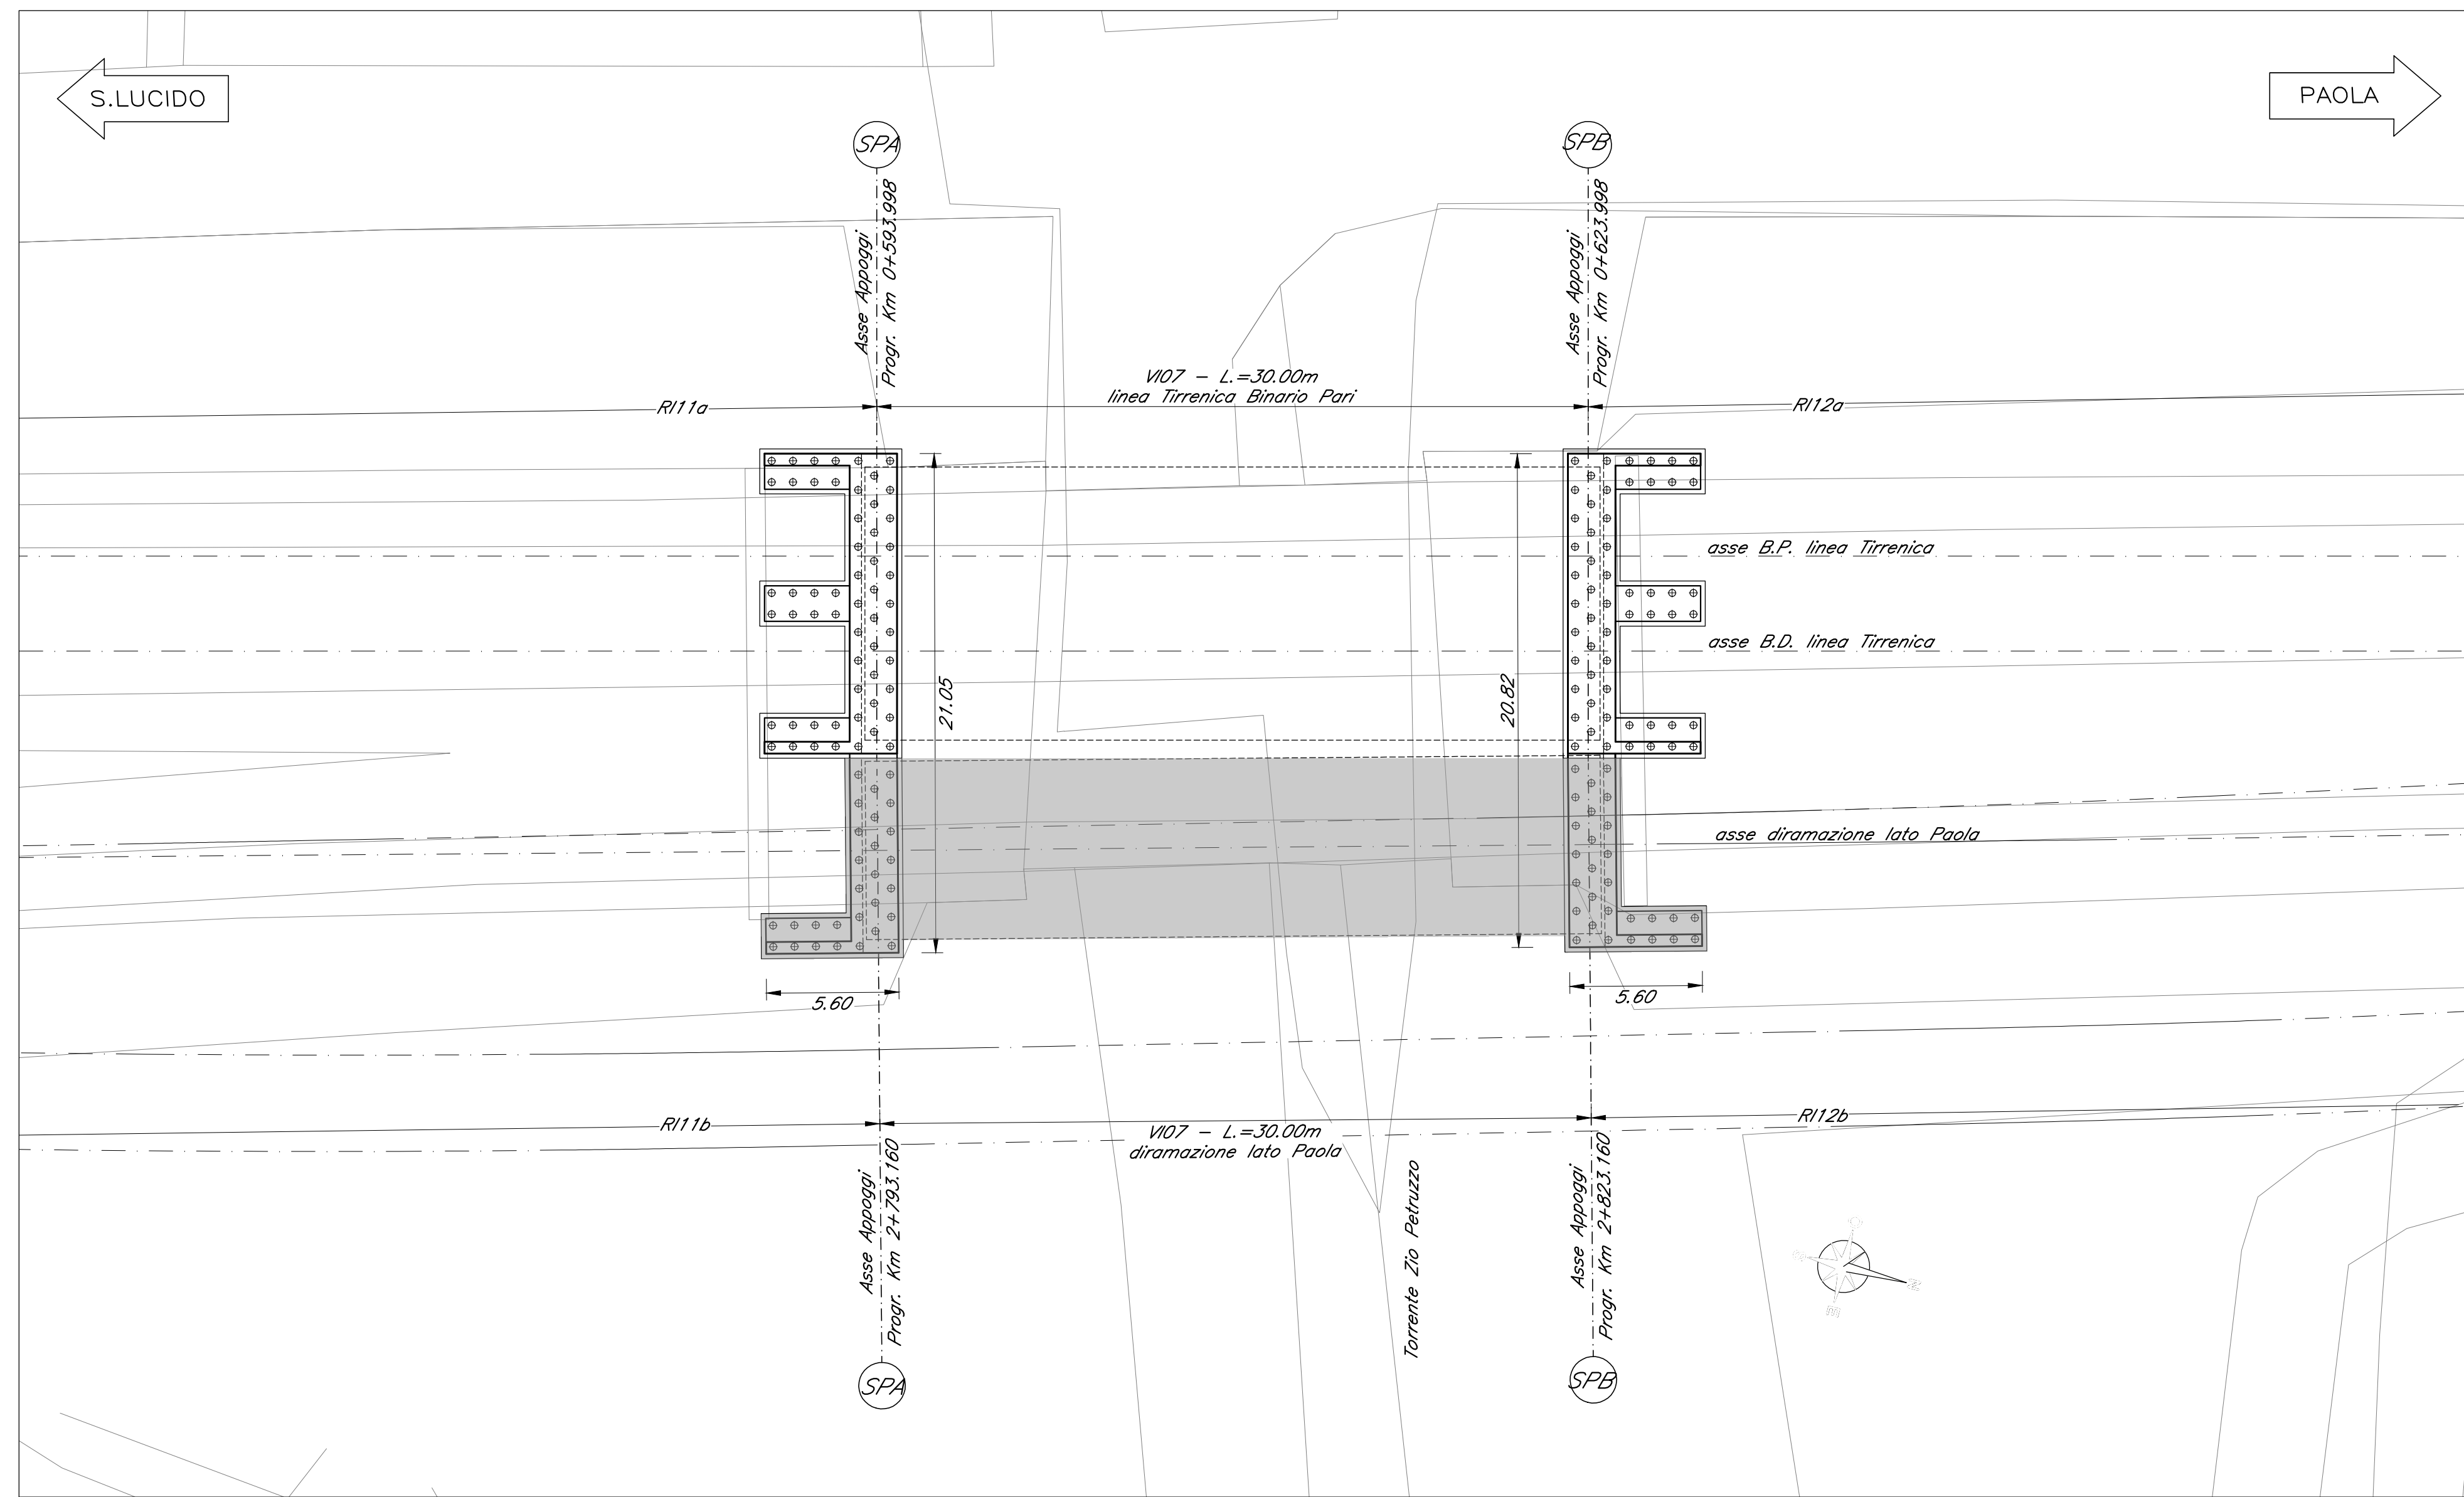 S.LUCIDO
PAOLA
SPA
SPB
Asse Appoggi
Progr. Km 0+593.998
Asse Appoggi
Progr. Km 0+623.998
RI11a
VI07 - L.=30.00m
linea Tirrenica Binario Pari
RI12a
asse B.P. linea Tirrenica
asse B.D. linea Tirrenica
21.05
20.82
asse diramazione lato Paola
5.60
5.60
RI11b
VI07 - L.=30.00m
diramazione lato Paola
RI12b
Asse Appoggi
Progr. Km 2+793.160
Torrente Zio Petruzzo
Asse Appoggi
Progr. Km 2+823.160
N
E
SPA
SPB